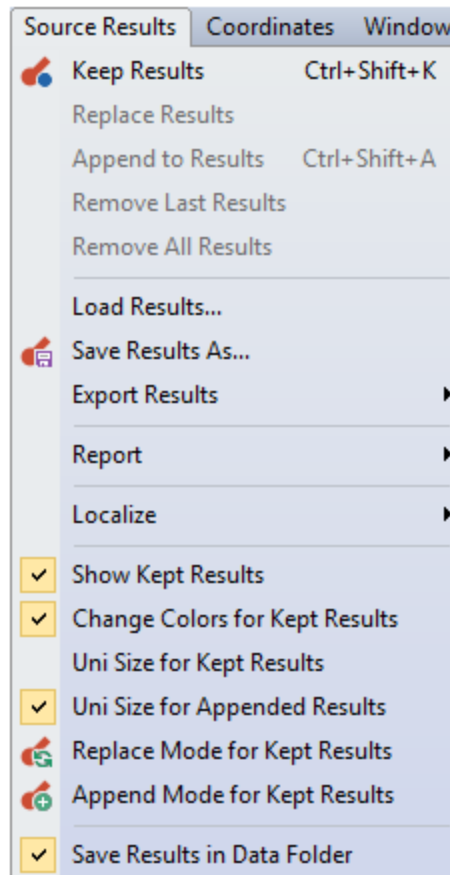 Source Results Coordinates Window
Keep Results Ctrl+Shift+K
Replace Results
Append to Results Ctrl+Shift+A
Remove Last Results
Remove All Results
Load Results...
Save Results As...
Export Results
Report
Localize
Show Kept Results
Change Colors for Kept Results
Uni Size for Kept Results
Uni Size for Appended Results
Replace Mode for Kept Results
Append Mode for Kept Results
Save Results in Data Folder